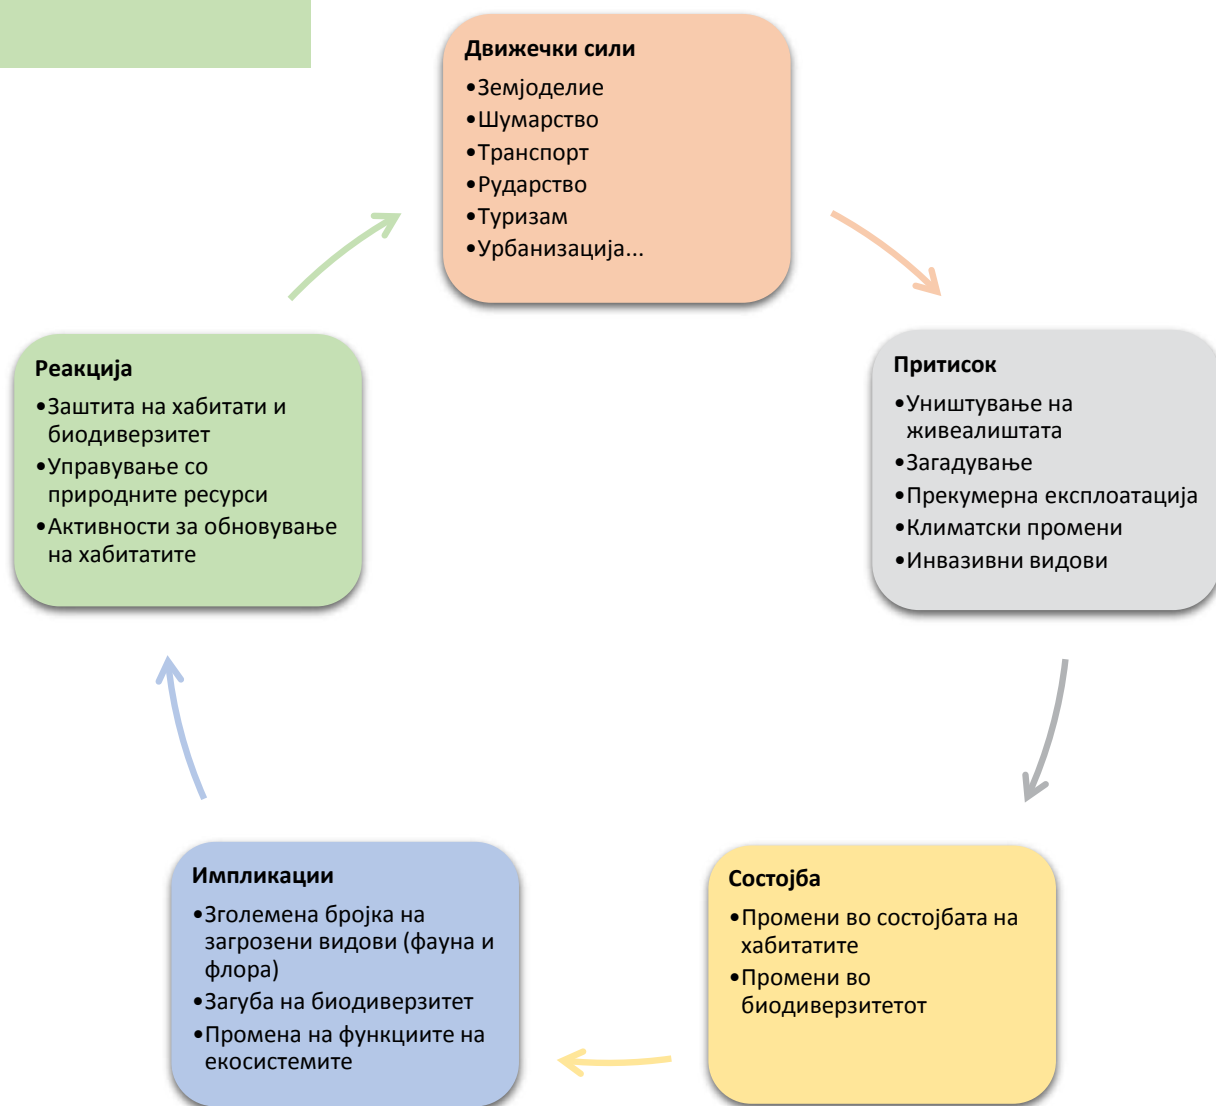 Движечки сили
•Земјоделие
•Шумарство
•Транспорт
•Рударство
•Туризам
•Урбанизација...
Притисок
•Уништување на
живеалиштата
•Загадување
•Прекумерна експлоатација
•Климатски промени
•Инвазивни видови
Состојба
•Промени во состојбата на
хабитатите
•Промени во
биодиверзитетот
Импликации
•Зголемена бројка на
загрозени видови (фауна и
флора)
•Загуба на биодиверзитет
•Промена на функциите на
екосистемите
Реакција
•Заштита на хабитати и
биодиверзитет
•Управување со
природните ресурси
•Активности за обновување
на хабитатите